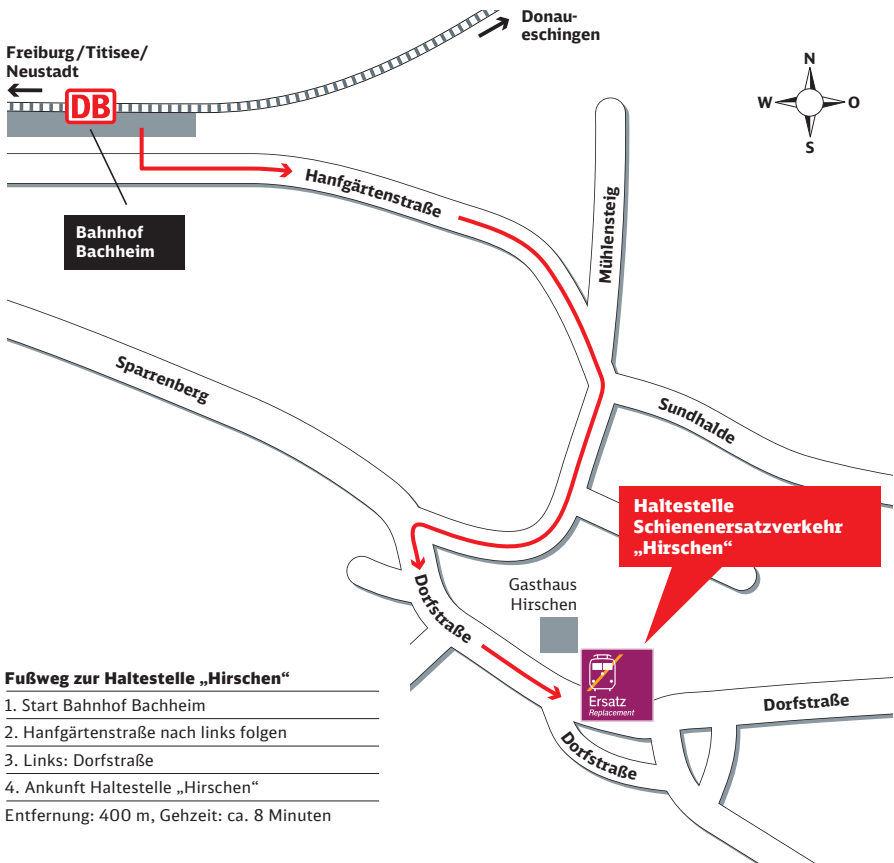 Donau-
eschingen
Freiburg/Titisee/
Neustadt
DB
N
W
O
S
Bahnhof
Bachheim
Hanfgärtenstraße
Mühlensteig
Sparrenberg
Sundhalde
Haltestelle
Schienenersatzverkehr
„Hirschen“
Gasthaus
Hirschen
Dorfstraße
Ersatz
Replacement
Dorfstraße
Dorfstraße
Fußweg zur Haltestelle „Hirschen“
1. Start Bahnhof Bachheim
2. Hanfgärtenstraße nach links folgen
3. Links: Dorfstraße
4. Ankunft Haltestelle „Hirschen“
Entfernung: 400 m, Gehzeit: ca. 8 Minuten